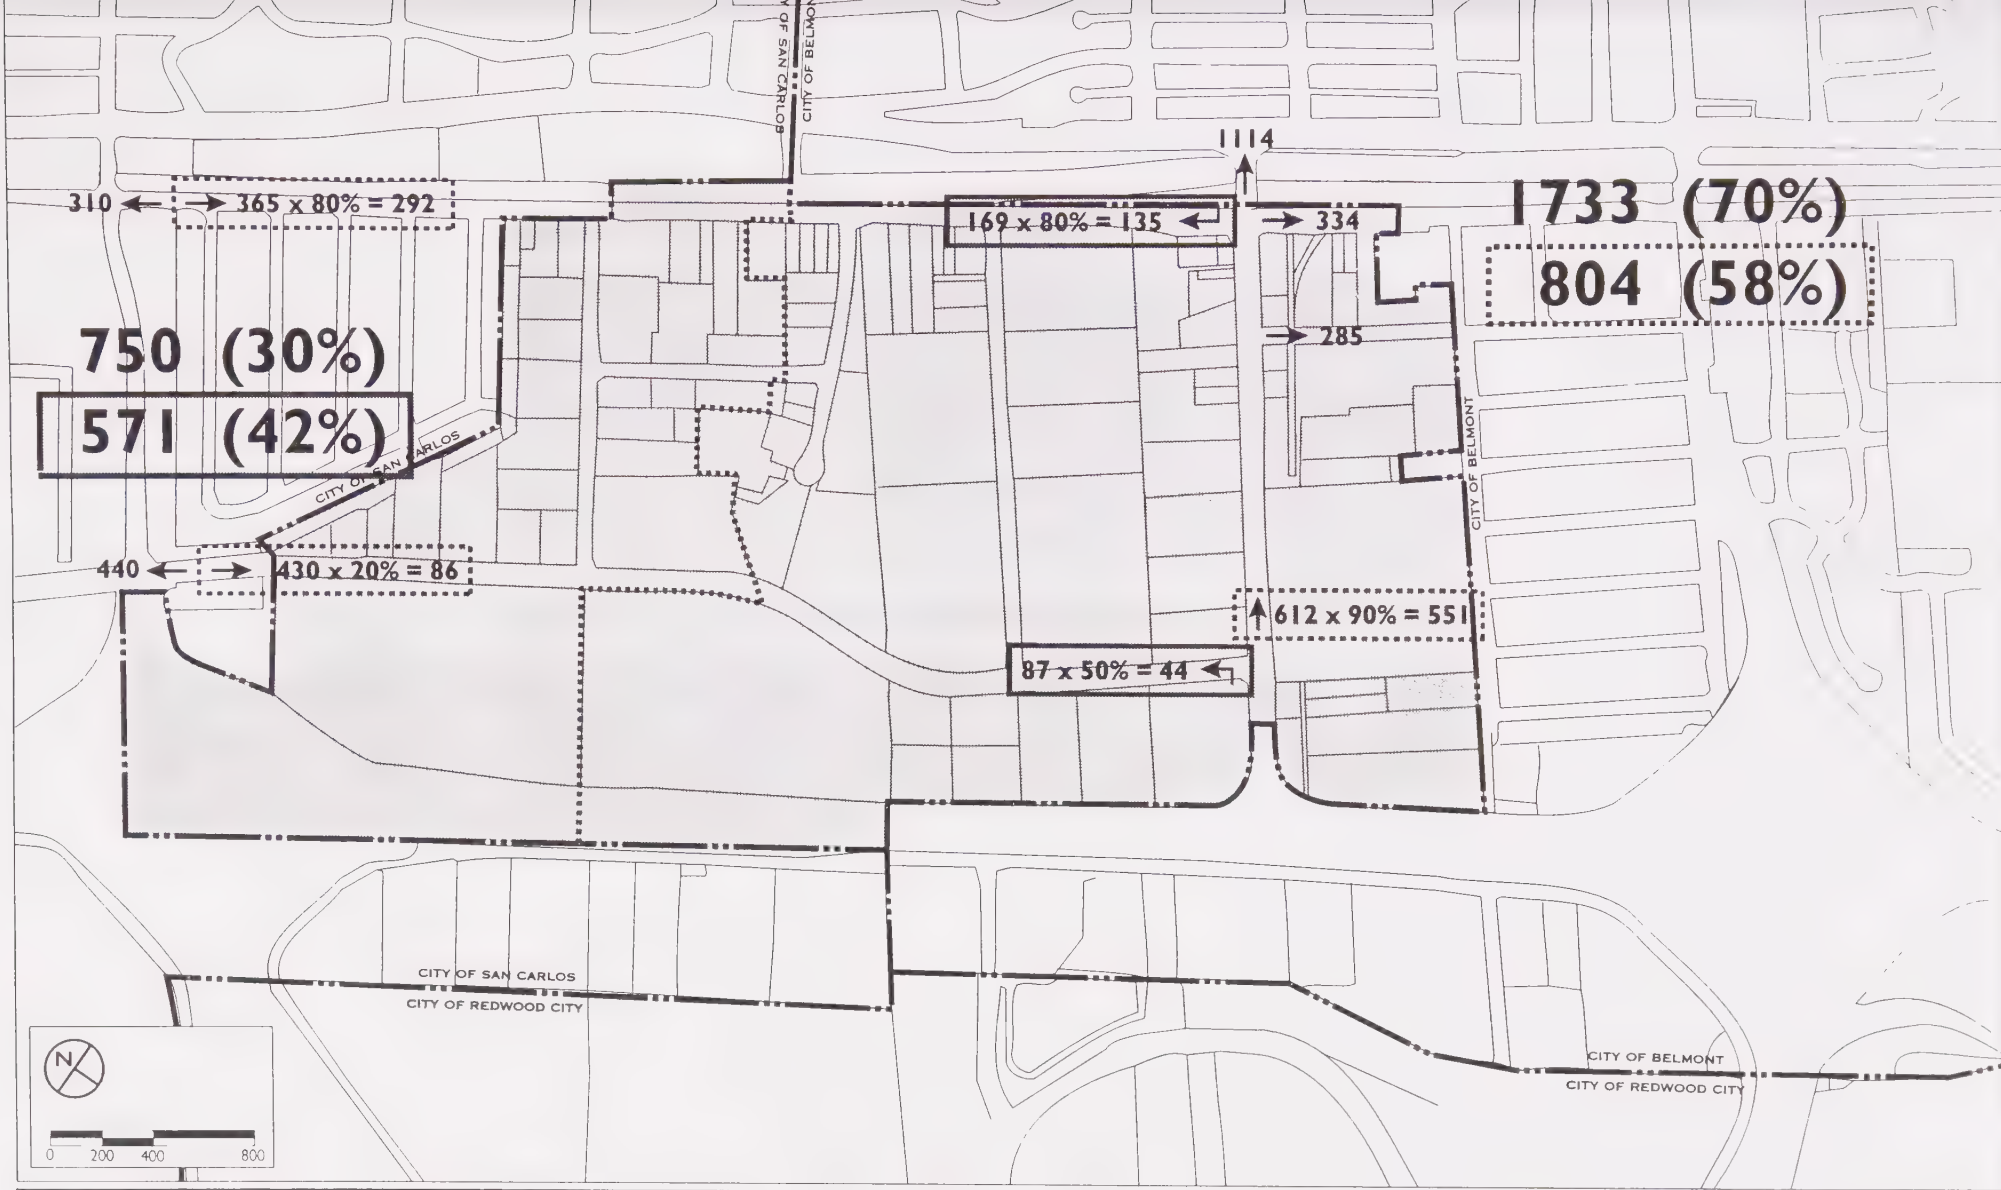 Y OF SAN CARLOS
CITY OF BELMON
1114
310
365 x 80% = 292
169 x 80% = 135
334
1733 (70%)
804 (58%)
285
750 (30%)
571 (42%)
CITY OF SAN CARLOS
CITY OF BELMONT
440
430 x 20% = 86
612 x 90% = 551
87 x 50% = 44
CITY OF SAN CARLOS
CITY OF REDWOOD CITY
CITY OF BELMONT
CITY OF REDWOOD CITY
N
0 200 400 800